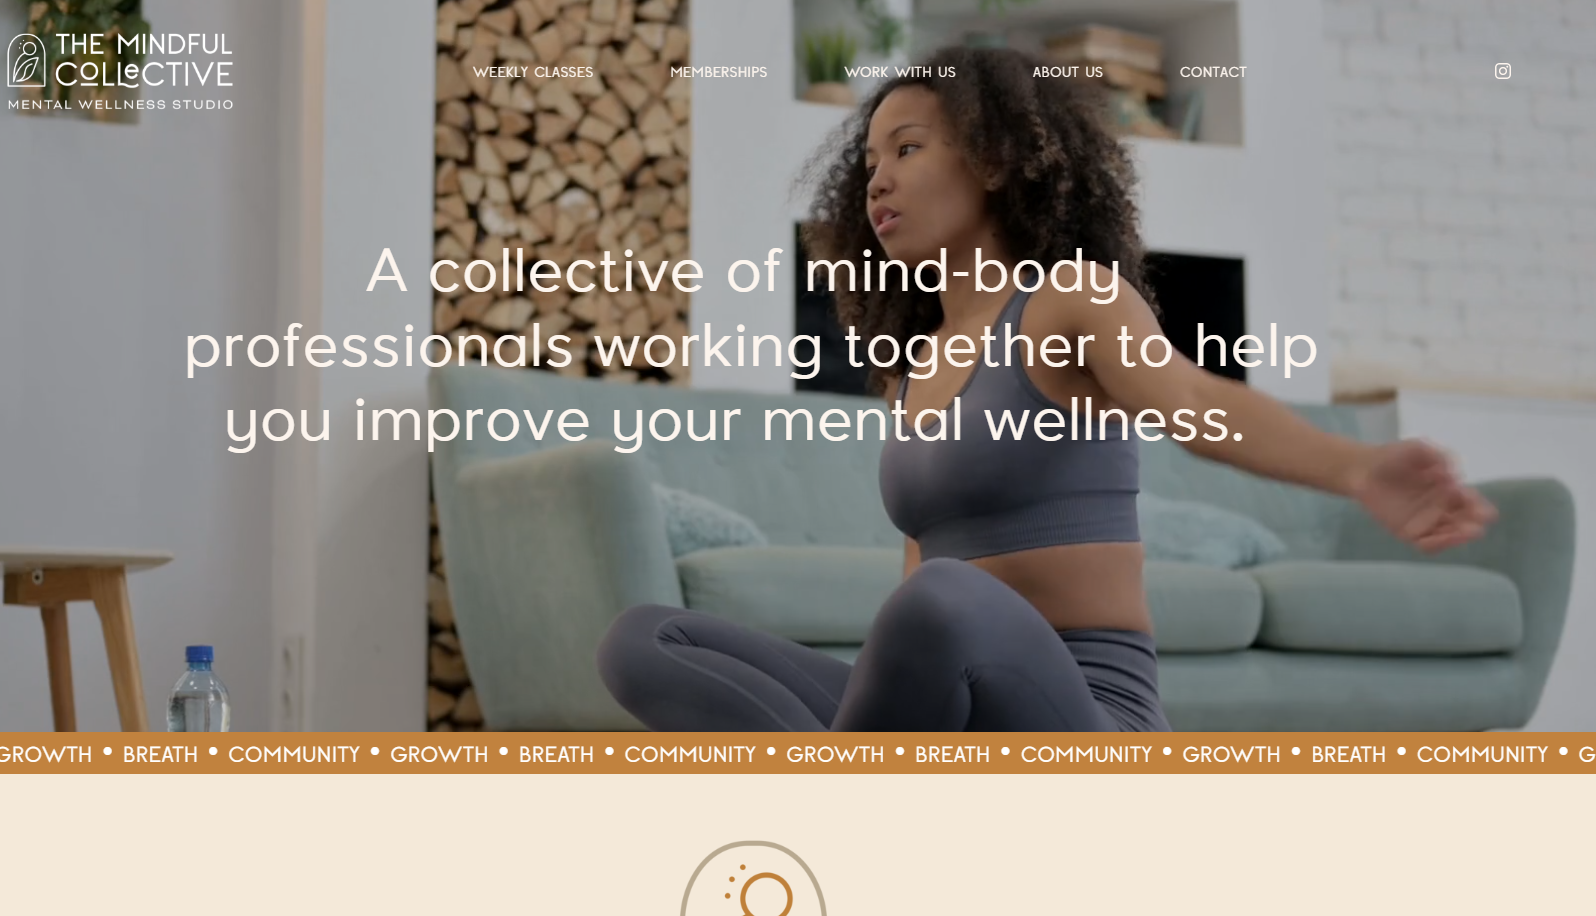 THE MINDFUL
COLLeCTIVE
MENTAL WELLNESS STUDIO
WEEKLY CLASSES
MEMBERSHIPS
WORK WITH US
ABOUT US
CONTACT
A collective of mind-body
professionals working together to help
you improve your mental wellness.
GROWTH • BREATH • COMMUNITY • GROWTH • BREATH • COMMUNITY • GROWTH • BREATH • COMMUNITY • GROWTH • BREATH • COMMUNITY • G